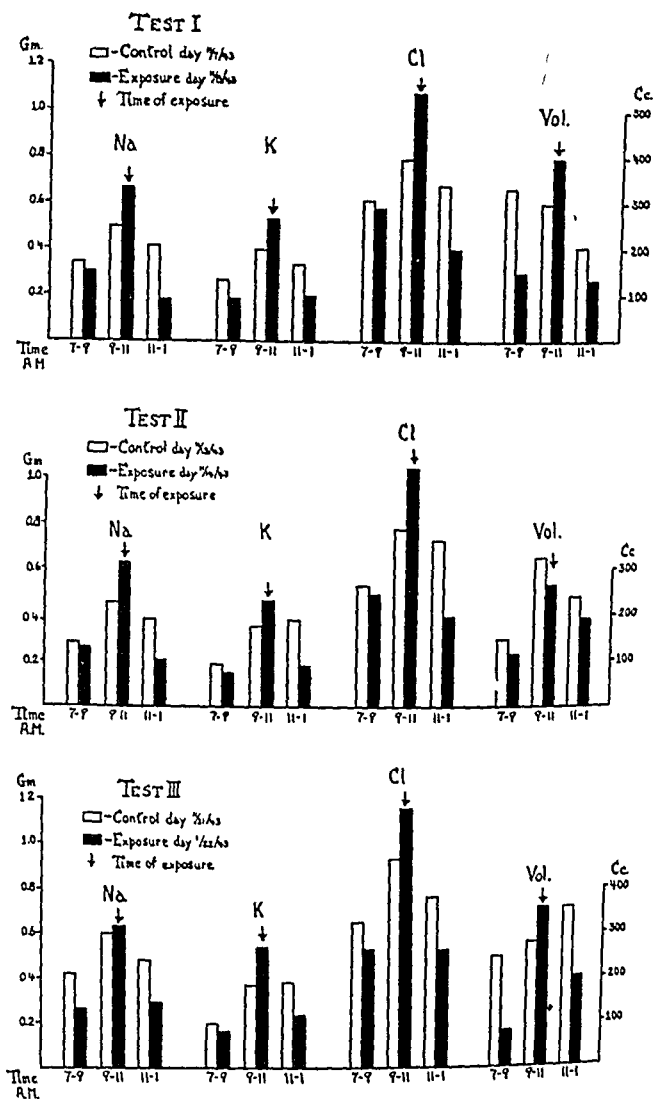 TEST I
Gm.
☐-Control day
■-Exposure day
↓ Time of exposure
Cl
Cc.
Vol.
Na
K
1.2
1.0
0.8
0.6
0.4
0.2
500
400
300
200
100
Time 7-9 9-11 11-1 7-9 9-11 11-1 7-9 9-11 11-1 7-9 9-11 11-1
A.M.
TEST II
Gm
☐-Control day
■-Exposure day
↓ Time of exposure
Cl
Na
K
Vol.
Cc
1.0
0.8
0.6
0.4
0.2
300
200
100
Time 7-9 9-11 11-1 7-9 9-11 11-1 7-9 9-11 11-1 7-9 9-11 11-1
A.M.
TEST III
Gm
☐-Control day
■-Exposure day 1/22/43
↓ Time of exposure
Cl
Na
K
Vol.
Cc
1.2
1.0
0.8
0.6
0.4
0.2
400
300
200
100
Time 7-9 9-11 11-1 7-9 9-11 11-1 7-9 9-11 11-1 7-9 9-11 11-1
A.M.